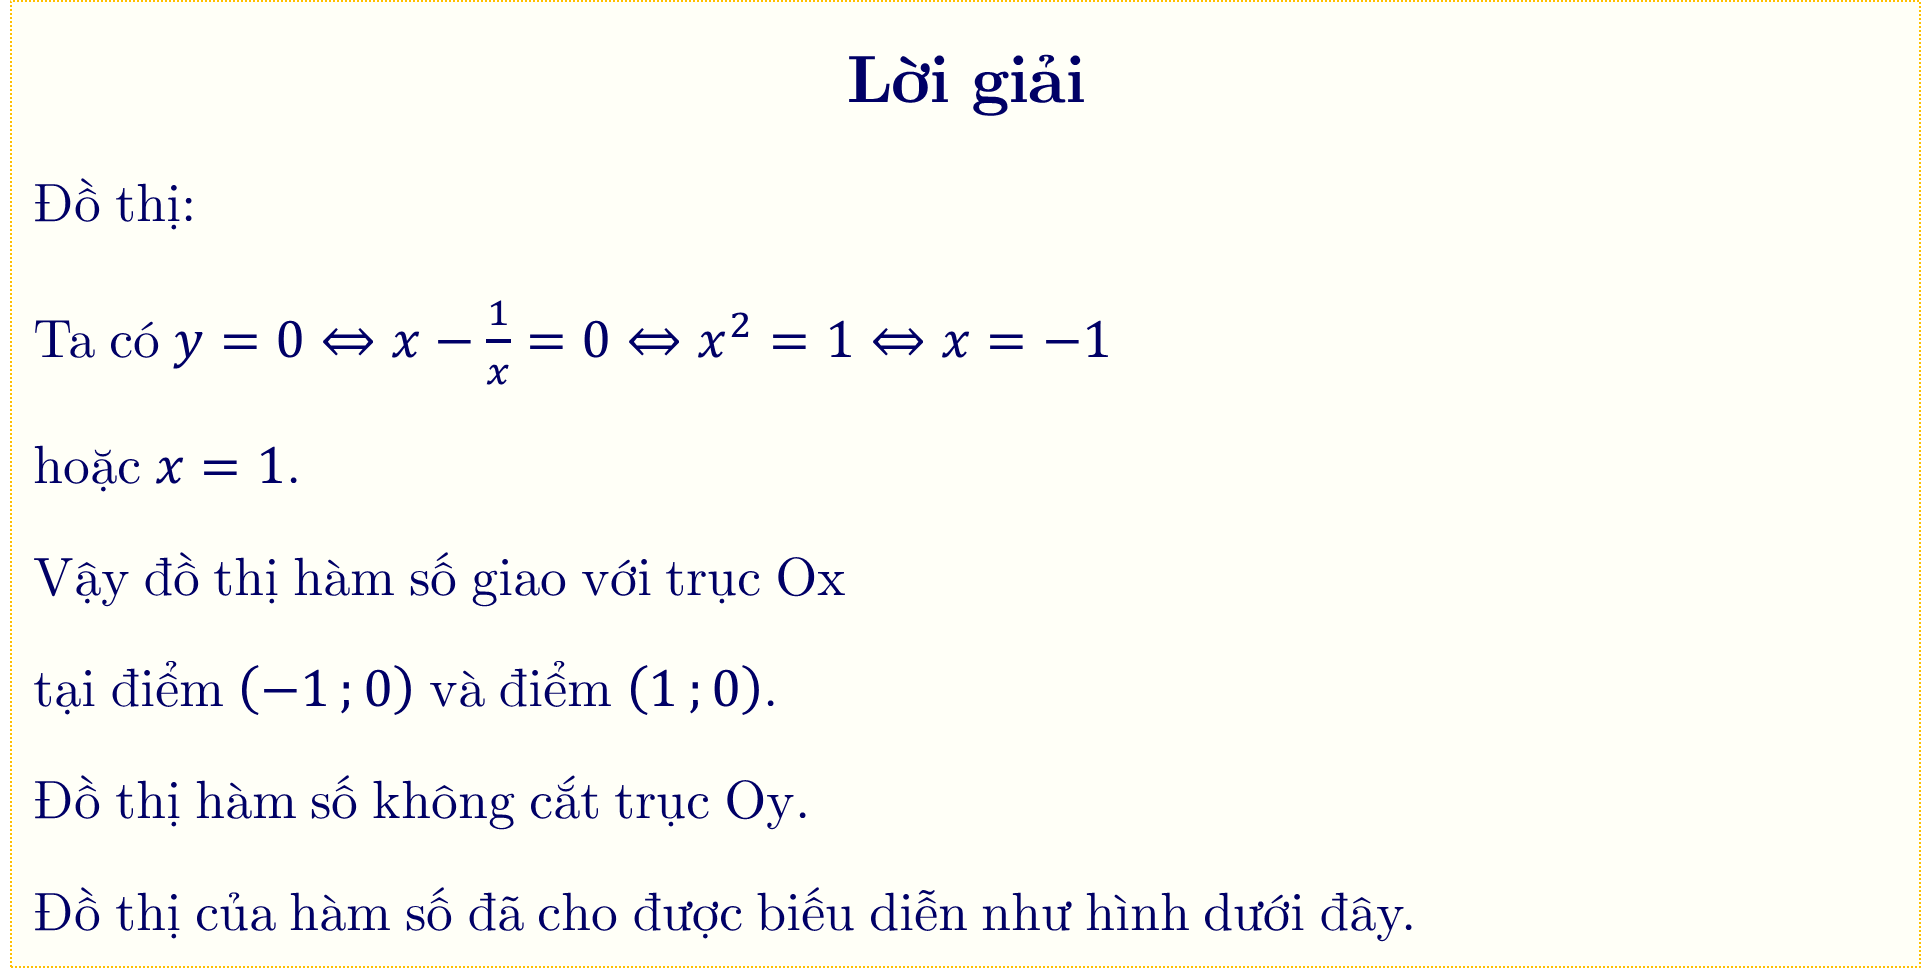 Lời giải
Đồ thị:
Ta có y = 0 ⇔ x − 1/x = 0 ⇔ x² = 1 ⇔ x = −1
hoặc x = 1.
Vậy đồ thị hàm số giao với trục Ox
tại điểm (−1 ; 0) và điểm (1 ; 0).
Đồ thị hàm số không cắt trục Oy.
Đồ thị của hàm số đã cho được biếu diễn như hình dưới đây.